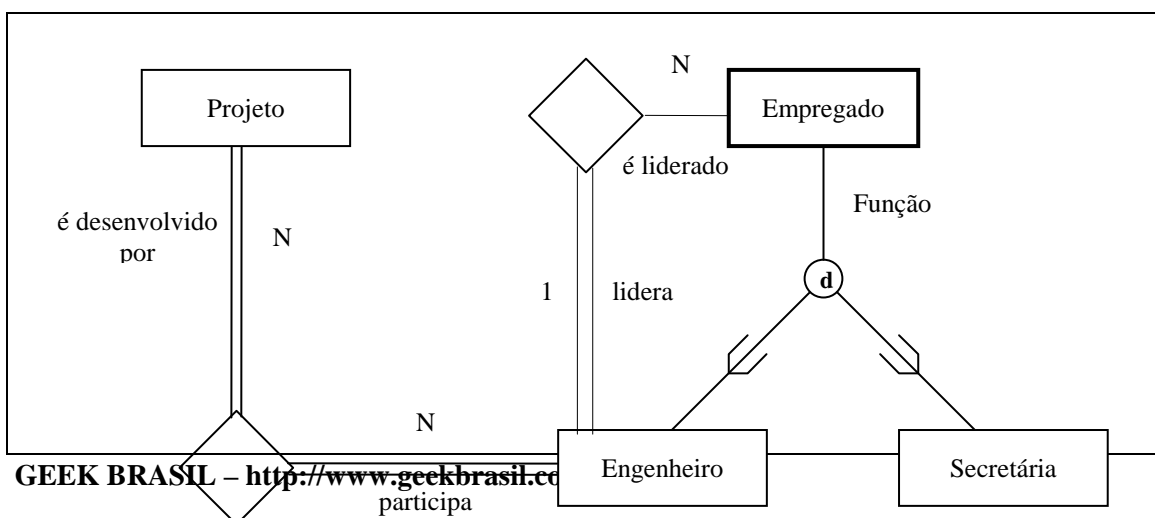 N
Projeto
Empregado
é liderado
Função
é desenvolvido
por
N
1
lidera
d
N
Engenheiro
Secretária
GEEK BRASIL – http://www.geekbrasil.co
participa